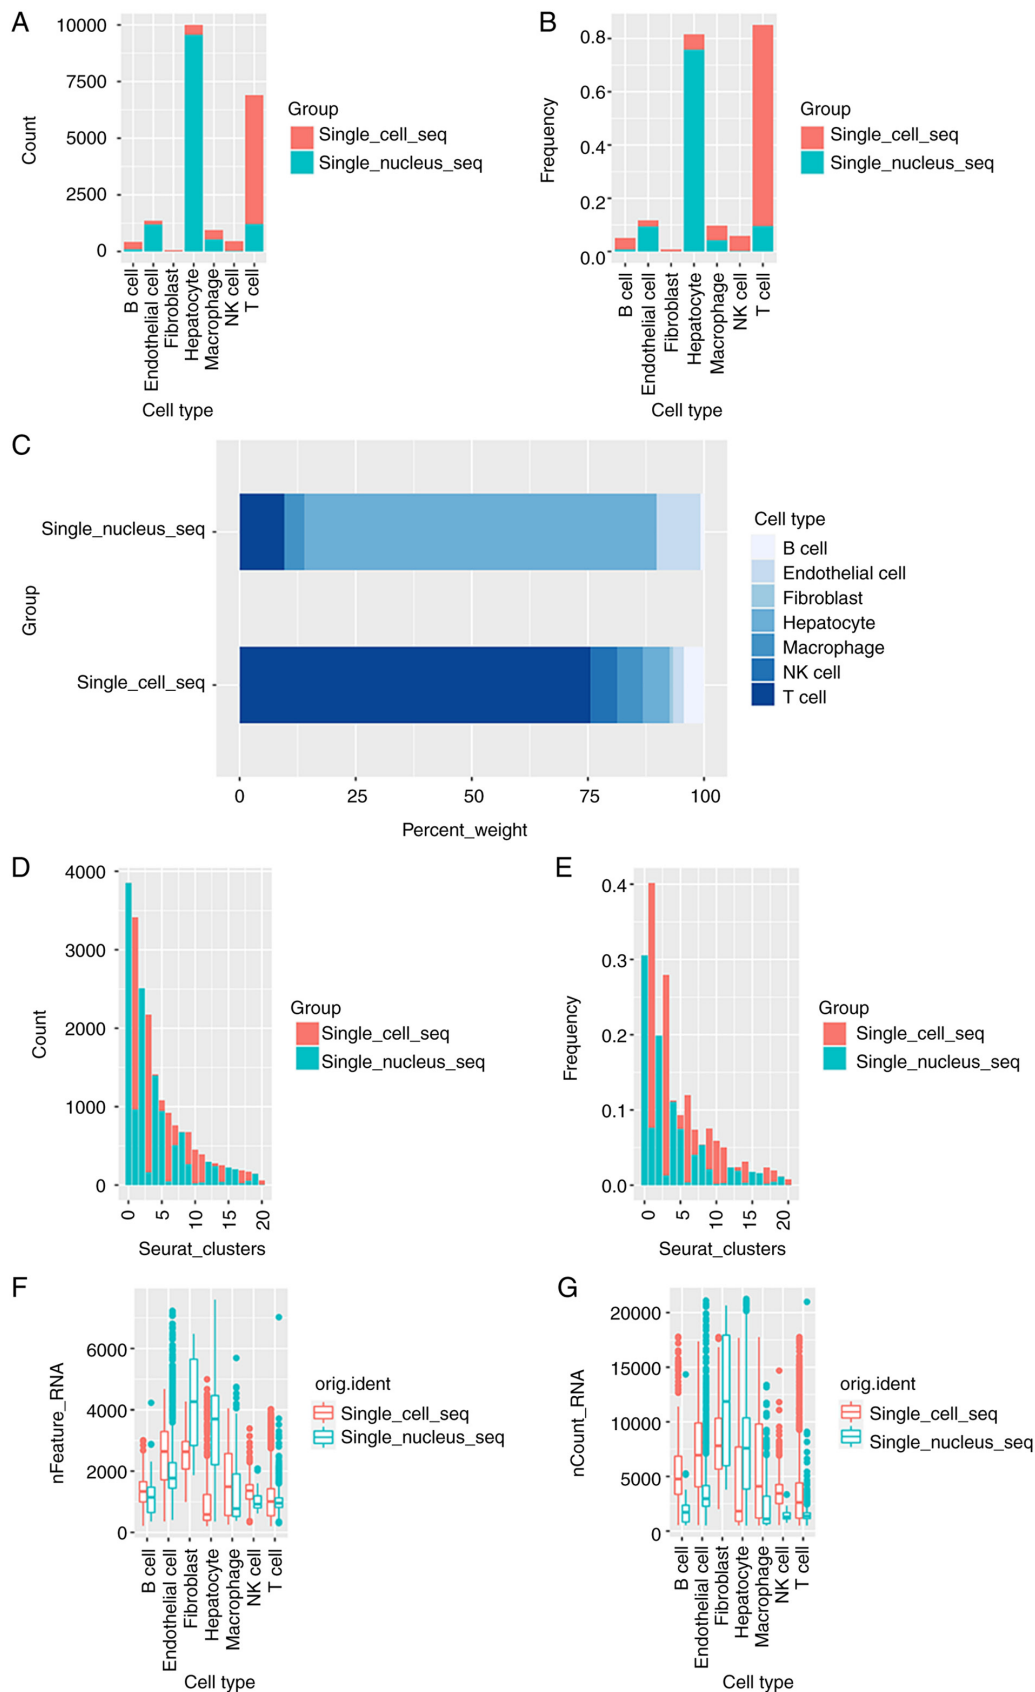 A
10000
7500
5000
2500
0
Count
B cell
Endothelial cell
Fibroblast
Hepatocyte
Macrophage
NK cell
T cell
Cell type
Group
Single_cell_seq
Single_nucleus_seq
B
0.8
0.6
0.4
0.2
0.0
Frequency
B cell
Endothelial cell
Fibroblast
Hepatocyte
Macrophage
NK cell
T cell
Cell type
Group
Single_cell_seq
Single_nucleus_seq
C
Group
Single_nucleus_seq
Single_cell_seq
0
25
50
75
100
Percent_weight
Cell type
B cell
Endothelial cell
Fibroblast
Hepatocyte
Macrophage
NK cell
T cell
D
4000
3000
2000
1000
0
Count
0
5
10
15
20
Seurat_clusters
Group
Single_cell_seq
Single_nucleus_seq
E
0.4
0.3
0.2
0.1
0.0
Frequency
0
5
10
15
20
Seurat_clusters
Group
Single_cell_seq
Single_nucleus_seq
F
6000
4000
2000
0
nFeature_RNA
B cell
Endothelial cell
Fibroblast
Hepatocyte
Macrophage
NK cell
T cell
Cell type
orig.ident
Single_cell_seq
Single_nucleus_seq
G
20000
15000
10000
5000
0
nCount_RNA
B cell
Endothelial cell
Fibroblast
Hepatocyte
Macrophage
NK cell
T cell
Cell type
orig.ident
Single_cell_seq
Single_nucleus_seq